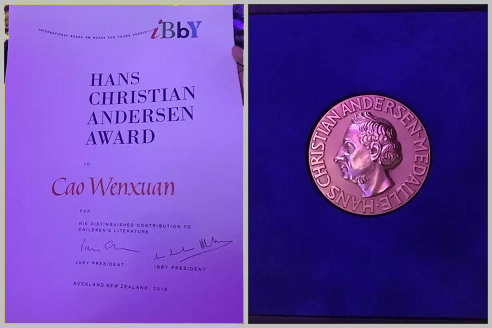 INTERNATIONAL BOARD ON BOOKS FOR YOUNG PEOPLE
iBbY
HANS
CHRISTIAN
ANDERSEN
AWARD
TO
Cao Wenxuan
FOR
HIS DISTINGUISHED CONTRIBUTION TO
CHILDREN'S LITERATURE
JURY PRESIDENT
IBBY PRESIDENT
AUCKLAND NEW ZEALAND, 2016
HANS CHRISTIAN ANDERSEN MEDAILLE